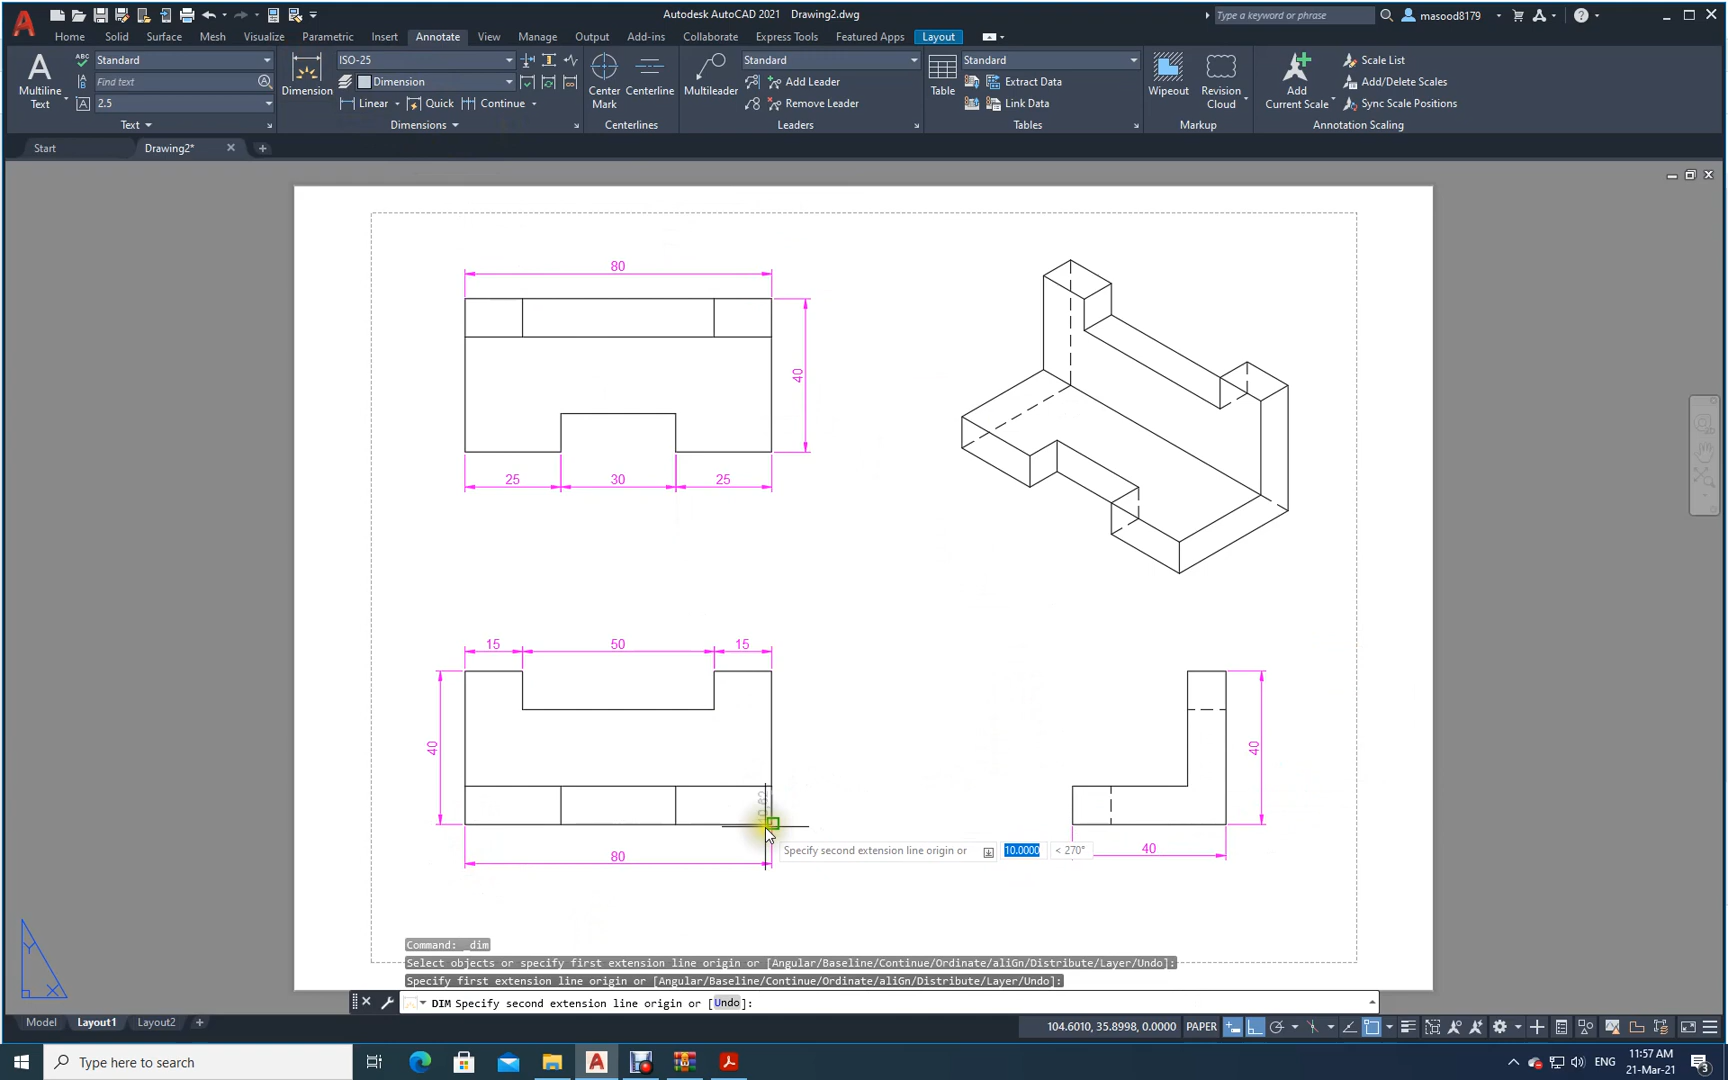 Autodesk AutoCAD 2021 Drawing2.dwg
Type a keyword or phrase
masood8179
Home Solid Surface Mesh Visualize Parametric Insert Annotate View Manage Output Add-ins Collaborate Express Tools Featured Apps Layout
Multiline Text
Standard
Find text
2.5
Text
Dimension
ISO-25
Dimension
Linear Quick Continue
Dimensions
Center Mark
Centerline
Centerlines
Multileader
Standard
Add Leader
Remove Leader
Leaders
Table
Standard
Extract Data
Link Data
Tables
Wipeout
Revision Cloud
Markup
Add Current Scale
Scale List
Add/Delete Scales
Sync Scale Positions
Annotation Scaling
Start Drawing2*
80
40
25 30 25
15 50 15
40
80
40
40
Specify second extension line origin or 10.0000 < 270°
Y
X
Command: _dim
Select objects or specify first extension line origin or [Angular/Baseline/Continue/Ordinate/aliGn/Distribute/Layer/Undo]:
Specify first extension line origin or [Angular/Baseline/Continue/Ordinate/aliGn/Distribute/Layer/Undo]:
DIM Specify second extension line origin or [Undo]:
Model Layout1 Layout2
104.6010, 35.8998, 0.0000 PAPER
Type here to search
ENG
11:57 AM
21-Mar-21
3